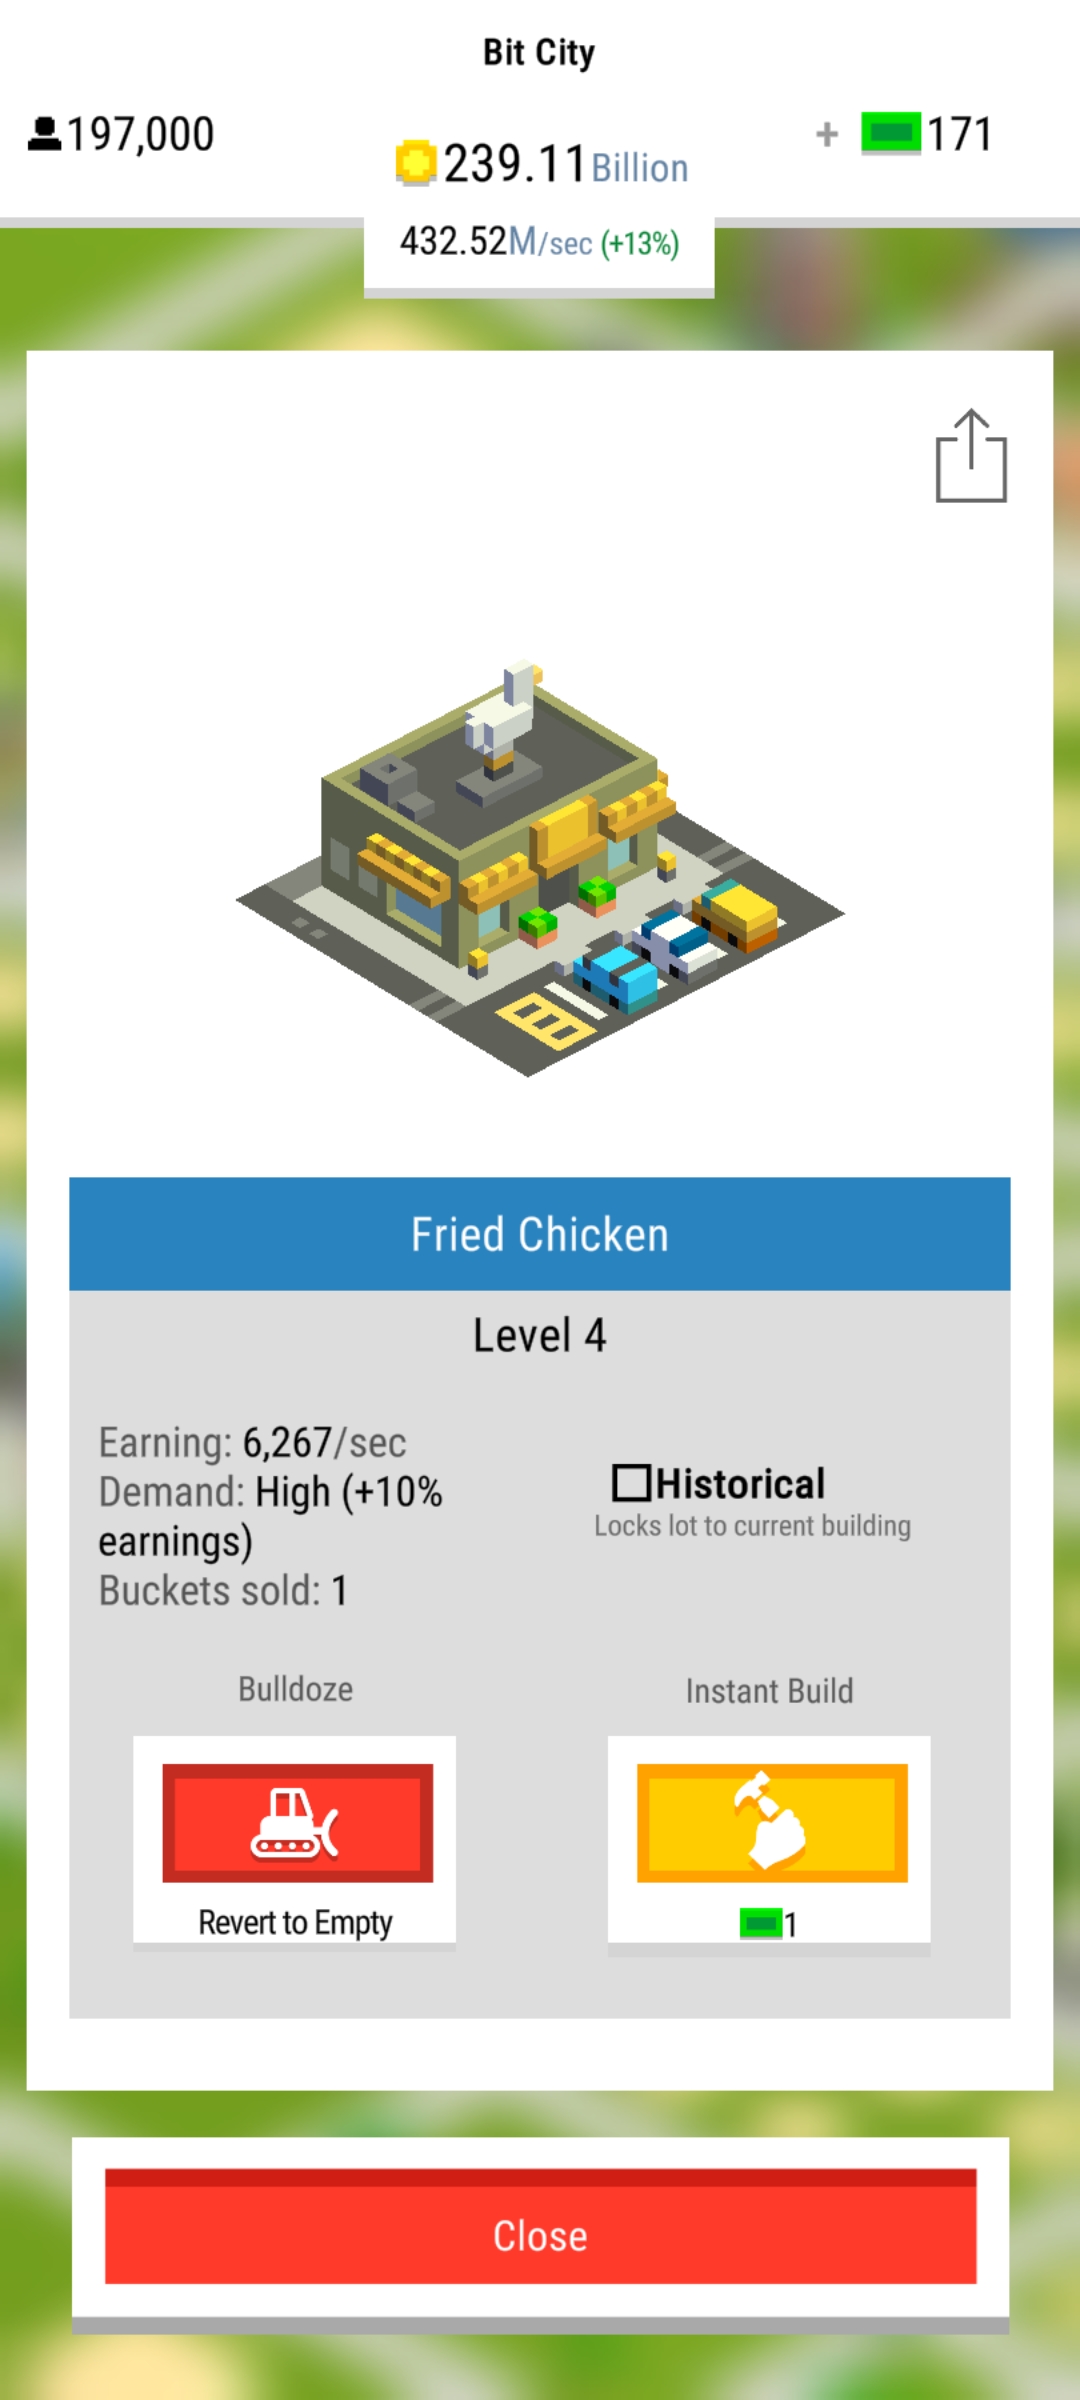 Bit City
197,000
239.11 Billion
+ 171
432.52M/sec (+13%)
Fried Chicken
Level 4
Earning: 6,267/sec
Demand: High (+10%
earnings)
Buckets sold: 1
Historical
Locks lot to current building
Bulldoze
Instant Build
Revert to Empty
1
Close